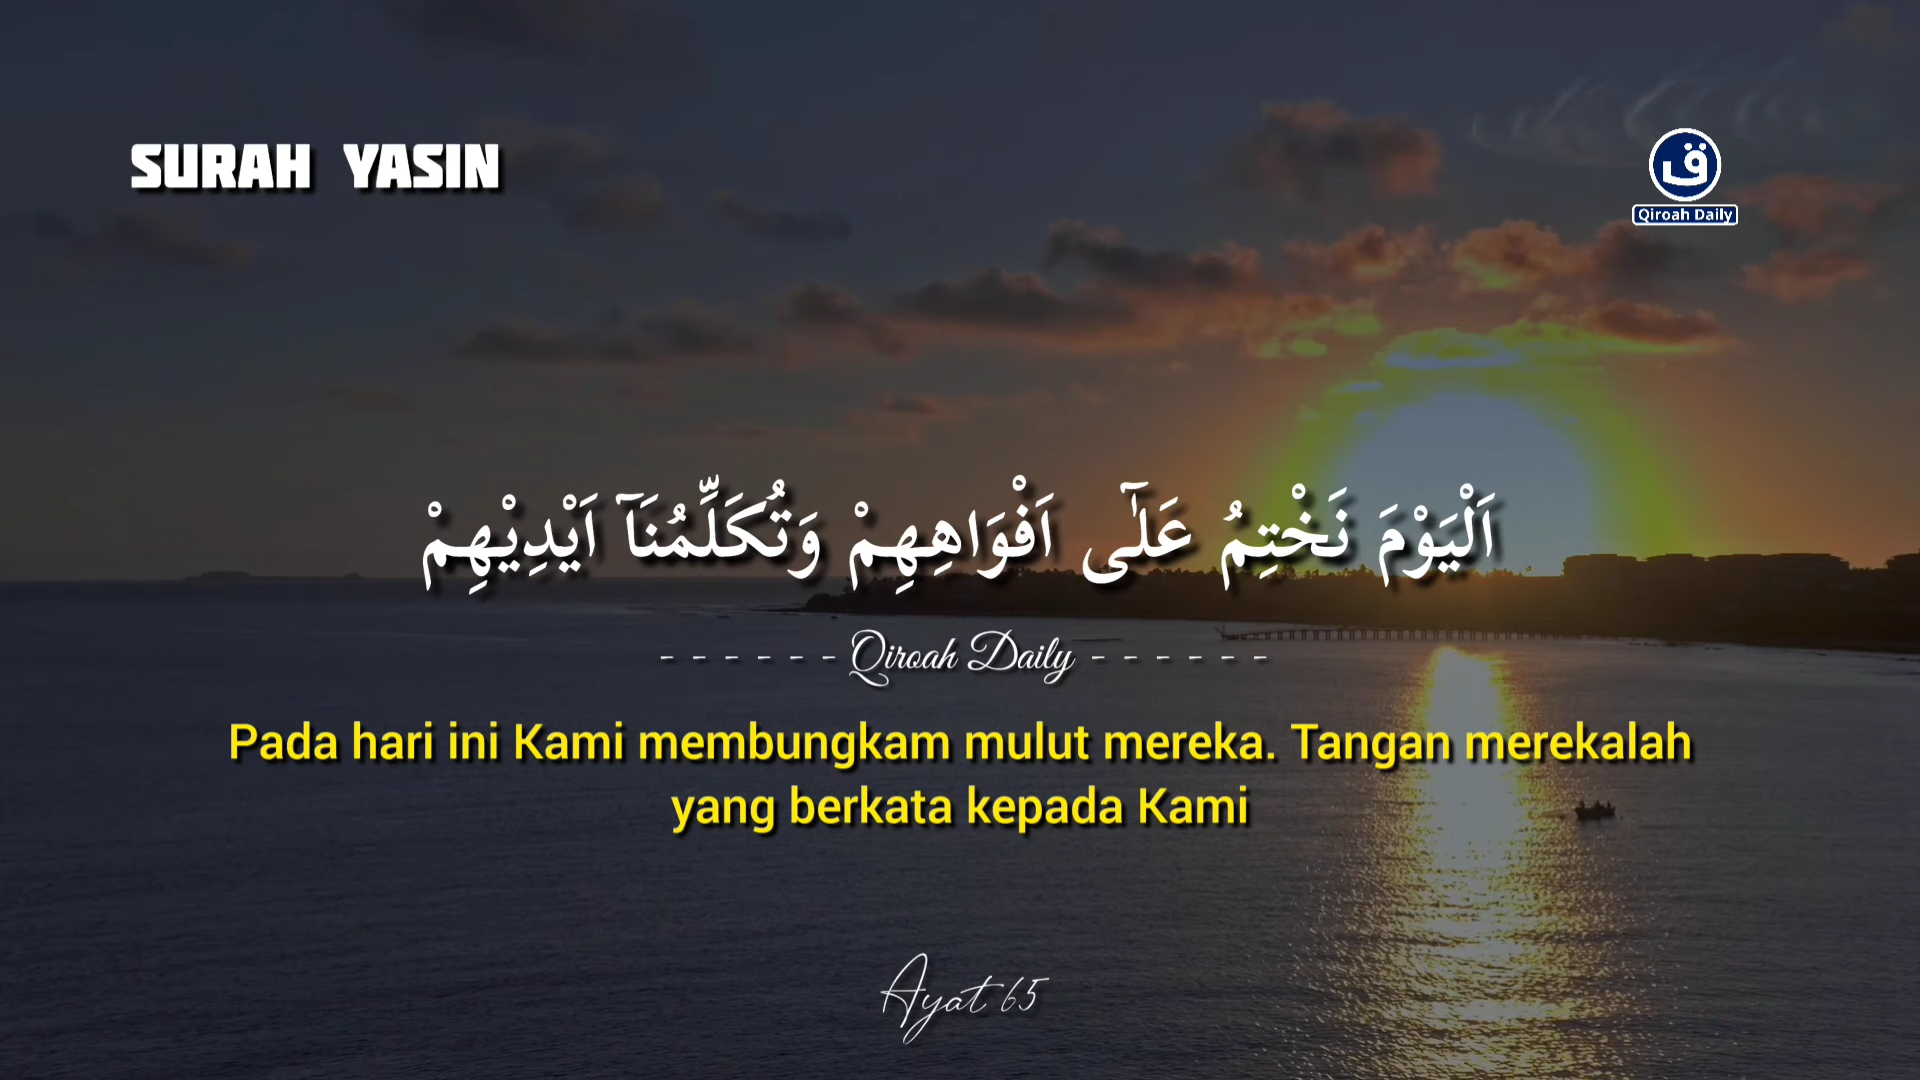 SURAH YASIN
ق
Qiroah Daily
اَلْيَوْمَ نَخْتِمُ عَلٰٓى اَفْوَاهِهِمْ وَتُكَلِّمُنَآ اَيْدِيْهِمْ
- - - - - - Qiroah Daily - - - - - -
Pada hari ini Kami membungkam mulut mereka. Tangan merekalah
yang berkata kepada Kami
Ayat 65